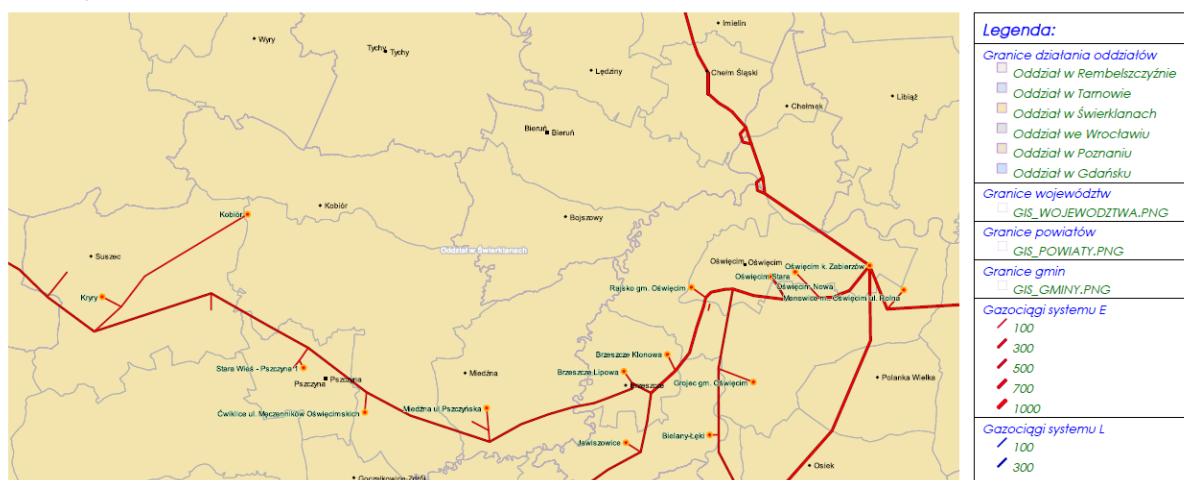 Imielin
Wyry
Tychy
Tychy
Lędziny
Chełm Śląski
Libiąż
Chełmek
Bieruń
Bieruń
Kobiór
Kobiór
Bojszowy
Oddział w Świerklanach
Suszec
Oświęcim
Oświęcim
Oświęcim k. Zabierzów
Oświęcim Stara
Rajsko gm. Oświęcim
Oświęcim Nowa
Monowice m. Oświęcim ul. Rolna
Kryry
Brzeszcze Klonowa
Stara Wieś - Pszczyna 1
Miedźna
Brzeszcze Lipowa
Pszczyna
Pszczyna
Brzeszcze
Grojec gm. Oświęcim
Polanka Wielka
Ćwiklice ul. Męczenników Oświęcimskich
Miedźna ul.Pszczyńska
Jawiszowice
Bielany-Łęki
Osiek
Goczałkowice-Zdrój
Legenda:
Granice działania oddziałów
Oddział w Rembelszczyźnie
Oddział w Tarnowie
Oddział w Świerklanach
Oddział we Wrocławiu
Oddział w Poznaniu
Oddział w Gdańsku
Granice województw
GIS_WOJEWODZTWA.PNG
Granice powiatów
GIS_POWIATY.PNG
Granice gmin
GIS_GMINY.PNG
Gazociągi systemu E
100
300
500
700
1000
Gazociągi systemu L
100
300